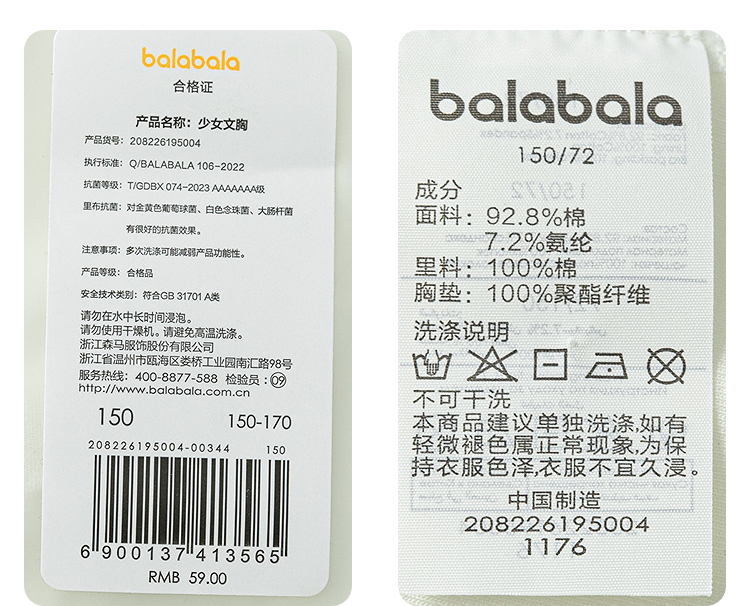 balabala
合格证
产品名称：少女文胸
产品货号：208226195004
执行标准：Q/BALABALA 106-2022
抗菌等级：T/GDBX 074-2023 AAAAAAA级
里布抗菌：对金黄色葡萄球菌、白色念珠菌、大肠杆菌
有很好的抗菌效果。
注意事项：多次洗涤可能减弱产品功能性。
产品等级：合格品
安全技术类别：符合GB 31701 A类
请勿在水中长时间浸泡。
请勿使用干燥机。请避免高温洗涤。
浙江森马服饰股份有限公司
浙江省温州市瓯海区娄桥工业园南汇路98号
服务热线：400-8877-588 检验员：09
http://www.balabala.com.cn
150 150-170
208226195004-00344 150
6 900137 413565
RMB 59.00
balabala
150/72
成分
面料：92.8%棉
7.2%氨纶
里料：100%棉
胸垫：100%聚酯纤维
洗涤说明
不可干洗
本商品建议单独洗涤,如有
轻微褪色属正常现象,为保
持衣服色泽,衣服不宜久浸。
中国制造
208226195004
1176